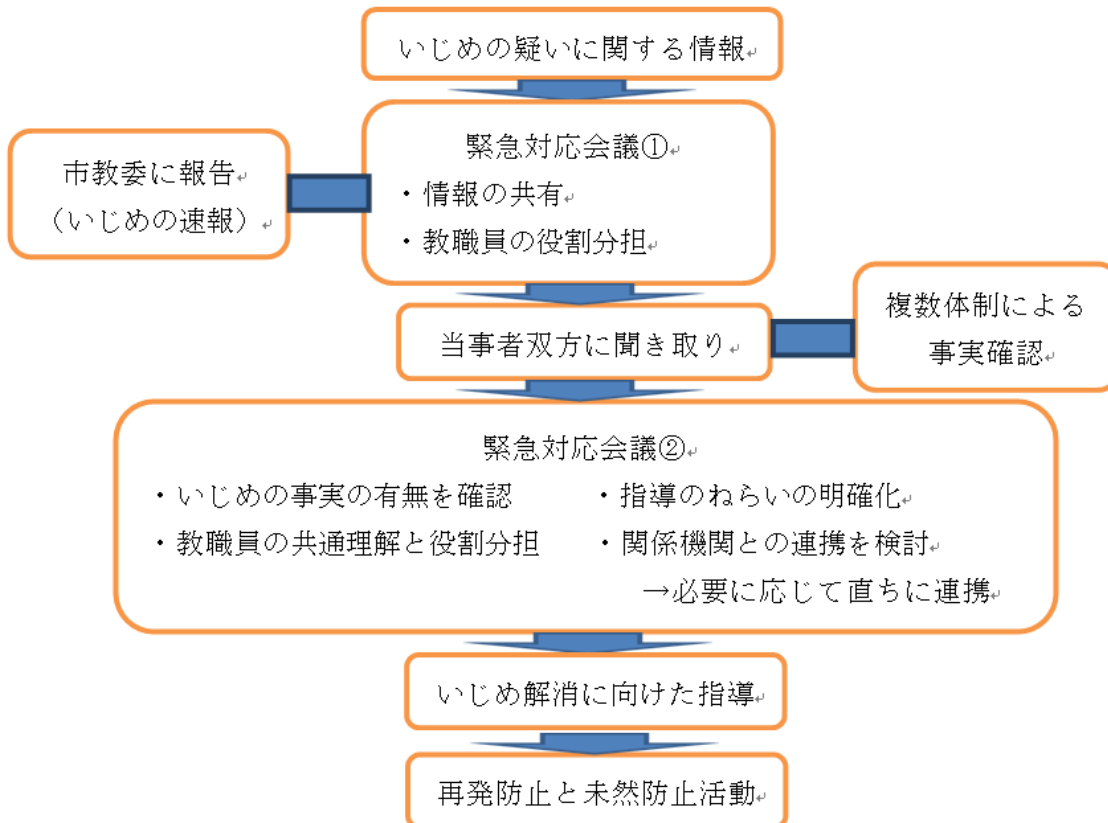 いじめの疑いに関する情報
緊急対応会議①
・情報の共有
・教職員の役割分担
市教委に報告
（いじめの速報）
当事者双方に聞き取り
複数体制による
事実確認
緊急対応会議②
・いじめの事実の有無を確認　　・指導のねらいの明確化
・教職員の共通理解と役割分担　・関係機関との連携を検討
→必要に応じて直ちに連携
いじめ解消に向けた指導
再発防止と未然防止活動